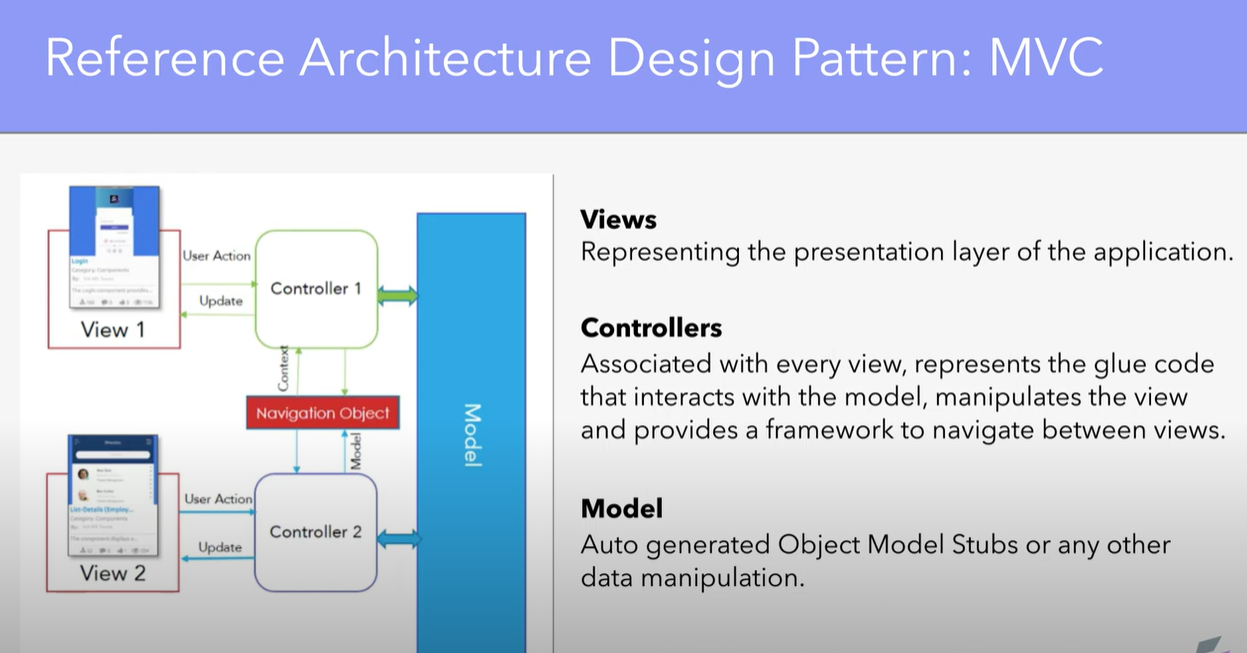 Reference Architecture Design Pattern: MVC
Login
Category: Components
User Action
Update
View 1
Controller 1
Context
Navigation Object
Model
Model
List-Details (Employ...
Category: Components
User Action
Update
View 2
Controller 2
Views
Representing the presentation layer of the application.
Controllers
Associated with every view, represents the glue code
that interacts with the model, manipulates the view
and provides a framework to navigate between views.
Model
Auto generated Object Model Stubs or any other
data manipulation.